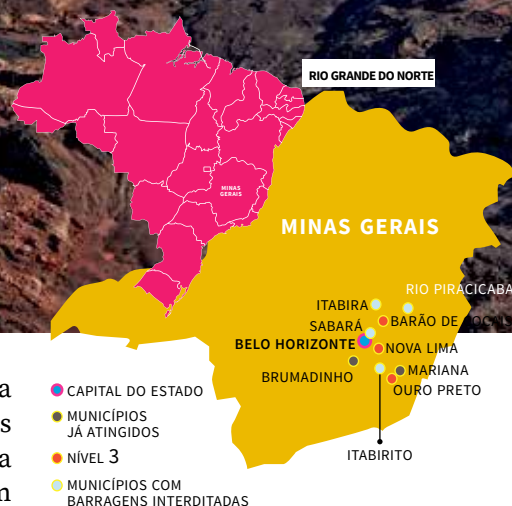 RIO GRANDE DO NORTE
MINAS
GERAIS
MINAS GERAIS
RIO PIRACICABA
ITABIRA
BARÃO DE COCAIS
SABARÁ
BELO HORIZONTE
NOVA LIMA
BRUMADINHO
MARIANA
OURO PRETO
ITABIRITO
CAPITAL DO ESTADO
MUNICÍPIOS
JÁ ATINGIDOS
NÍVEL 3
MUNICÍPIOS COM
BARRAGENS INTERDITADAS
a
s
a